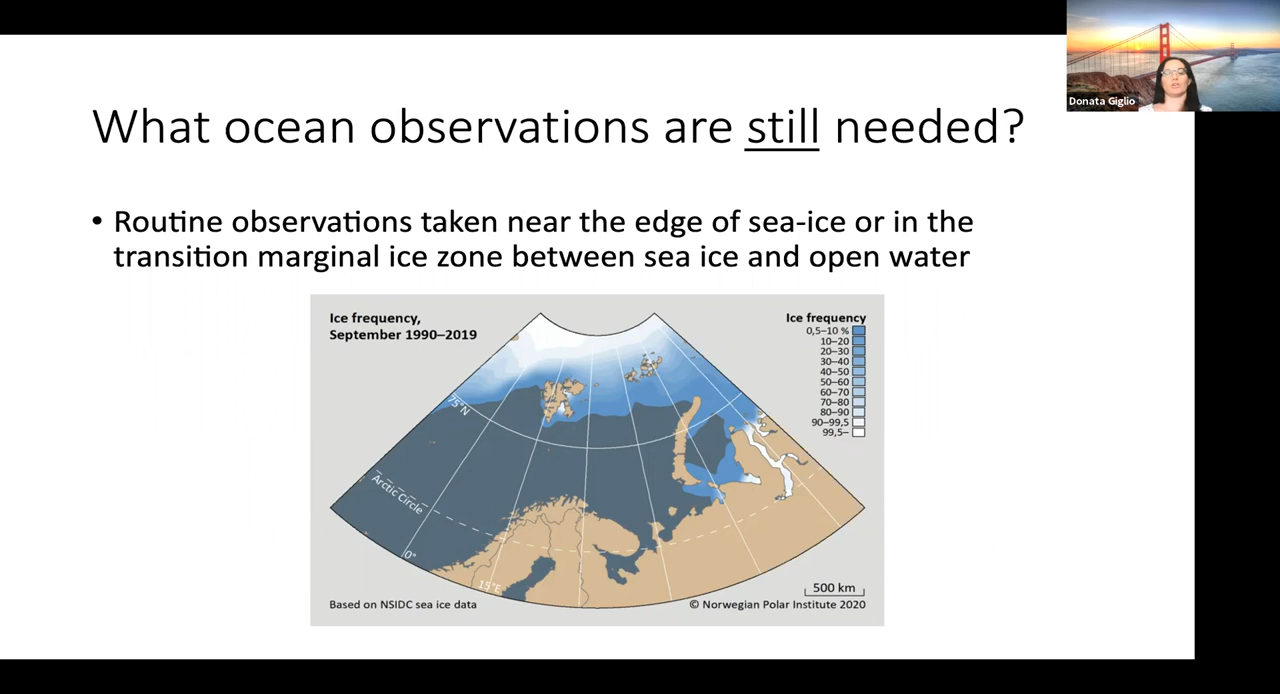 Donata Giglio
What ocean observations are still needed?
• Routine observations taken near the edge of sea-ice or in the
transition marginal ice zone between sea ice and open water
Ice frequency,
September 1990–2019
Ice frequency
0,5–10 %
10–20
20–30
30–40
40–50
50–60
60–70
70–80
80–90
90–99,5
99,5–
75°N
Arctic Circle
0°
15°E
500 km
Based on NSIDC sea ice data
© Norwegian Polar Institute 2020